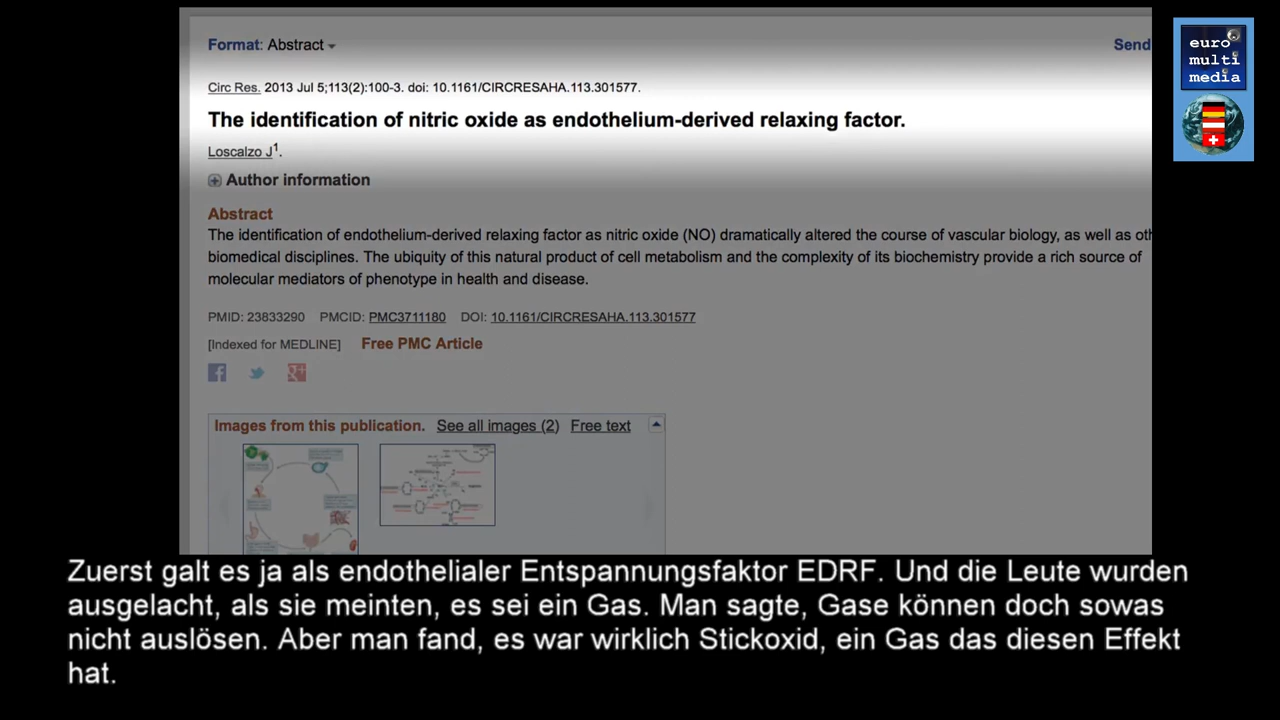 Format: Abstract
Send
euro
multi
media
Circ Res. 2013 Jul 5;113(2):100-3. doi: 10.1161/CIRCRESAHA.113.301577.
The identification of nitric oxide as endothelium-derived relaxing factor.
Loscalzo J1.
Author information
Abstract
The identification of endothelium-derived relaxing factor as nitric oxide (NO) dramatically altered the course of vascular biology, as well as oth
biomedical disciplines. The ubiquity of this natural product of cell metabolism and the complexity of its biochemistry provide a rich source of
molecular mediators of phenotype in health and disease.
PMID: 23833290 PMCID: PMC3711180 DOI: 10.1161/CIRCRESAHA.113.301577
[Indexed for MEDLINE] Free PMC Article
Images from this publication. See all images (2) Free text
Zuerst galt es ja als endothelialer Entspannungsfaktor EDRF. Und die Leute wurden
ausgelacht, als sie meinten, es sei ein Gas. Man sagte, Gase können doch sowas
nicht auslösen. Aber man fand, es war wirklich Stickoxid, ein Gas das diesen Effekt
hat.